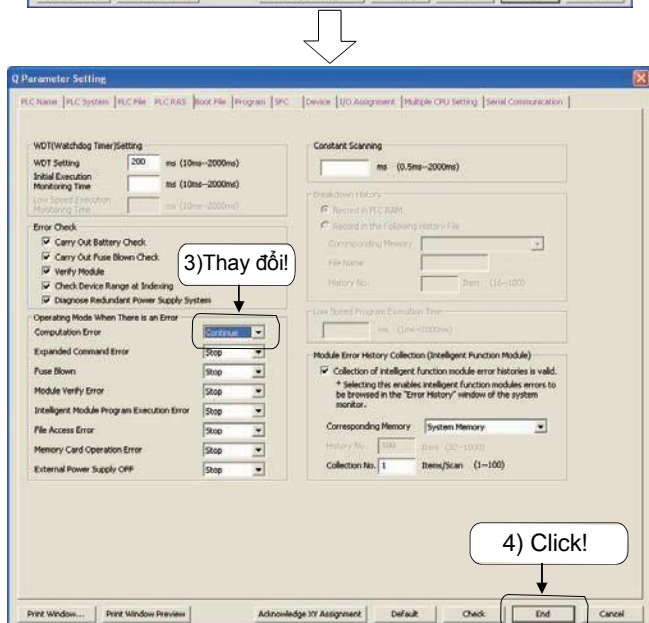 Q Parameter Setting
PLC Name PLC System PLC File PLC RAS Boot File Program SFC Device I/O Assignment Multiple CPU Setting Serial Communication
WDT(Watchdog Timer)Setting
WDT Setting 200 ms (10ms--2000ms)
Initial Execution
Monitoring Time ms (10ms--2000ms)
Low Speed Execution
Monitoring Time ms (10ms--2000ms)
Error Check
Carry Out Battery Check
Carry Out Fuse Blown Check
Verify Module
Check Device Range at Indexing
Diagnose Redundant Power Supply System
3)Thay đổi!
Operating Mode When There is an Error
Computation Error Continue
Expanded Command Error Stop
Fuse Blown Stop
Module Verify Error Stop
Intelligent Module Program Execution Error Stop
File Access Error Stop
Memory Card Operation Error Stop
External Power Supply OFF Stop
Constant Scanning
ms (0.5ms--2000ms)
Breakdown History
Record in PLC RAM
Record in the Following History File
Corresponding Memory
File Name
History No. Item (16--100)
Low Speed Program Execution Time
ms (1ms--2000ms)
Module Error History Collection (Intelligent Function Module)
Collection of intelligent function module error histories is valid.
* Selecting this enables intelligent function modules errors to
be browsed in the "Error History" window of the system
monitor.
Corresponding Memory System Memory
History No. 100 Item (32--1000)
Collection No. 1 Items/Scan (1--100)
4) Click!
Print Window... Print Window Preview Acknowledge XY Assignment Default Check End Cancel